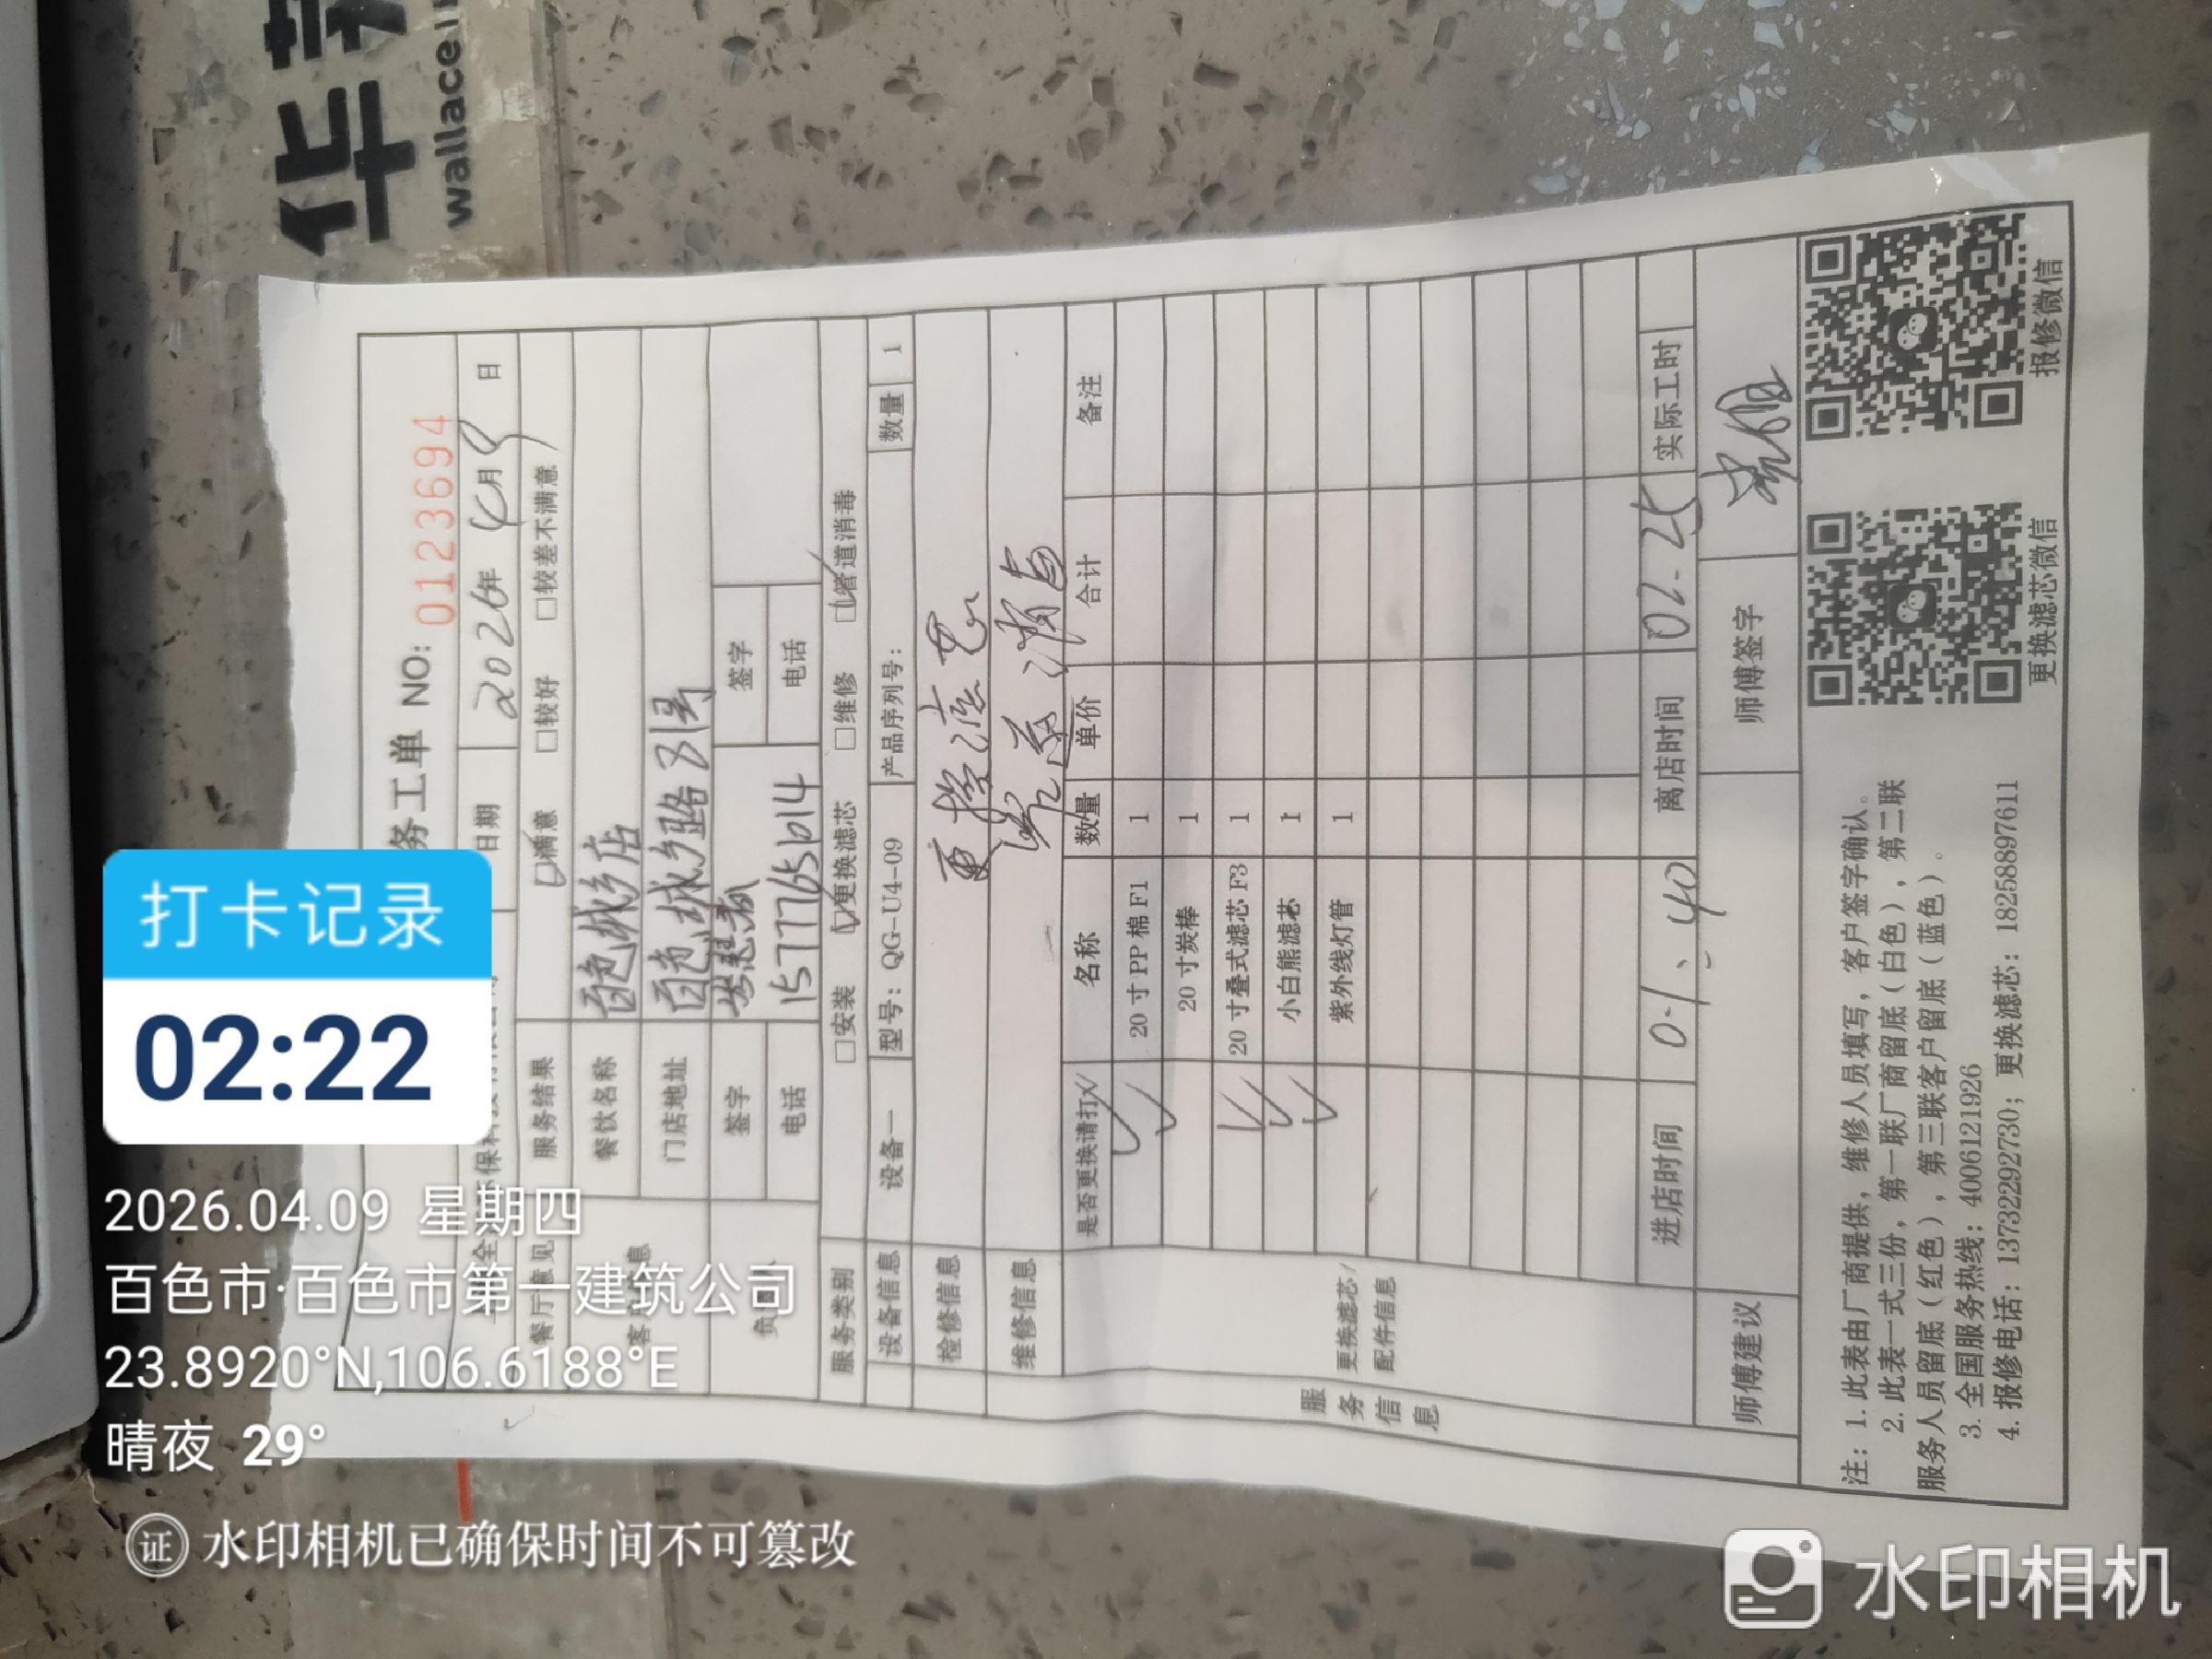 华
wallace
务工单 NO: 0123694
日期 2026年 4月 9 日
服务结果 满意 □较好 □较差不满意
餐厅意见
餐饮名称 百色城乡店
门店地址 百色城乡路31号
签字 签字
电话 1577765014 电话
服务类别 □安装 更换滤芯 □维修 管道消毒
设备信息 设备一 型号: QG-U4-09 产品序列号: 数量 1
检修信息 更换滤芯
维修信息 消毒
服务信息
更换滤芯/配件信息
是否更换请打√ 名称 数量 单价 合计 备注
√ 20寸PP棉F1 1
√ 20寸炭棒 1
√ 20寸叠式滤芯F3 1
√ 小白熊滤芯 1
√ 紫外线灯管 1
进店时间 01、40 离店时间 02-25 实际工时
师傅建议 师傅签字
注: 1. 此表由厂商提供, 维修人员填写, 客户签字确认。
2. 此表一式三份, 第一联厂商留底(白色), 第二联
服务人员留底(红色), 第三联客户留底(蓝色)。
3. 全国服务热线: 4006121926
4. 报修电话: 13732292730; 更换滤芯: 18258897611
更换滤芯微信
报修微信
打卡记录
02:22
2026.04.09 星期四
百色市·百色市第一建筑公司
23.8920°N,106.6188°E
晴夜 29°
证 水印相机已确保时间不可篡改
水印相机